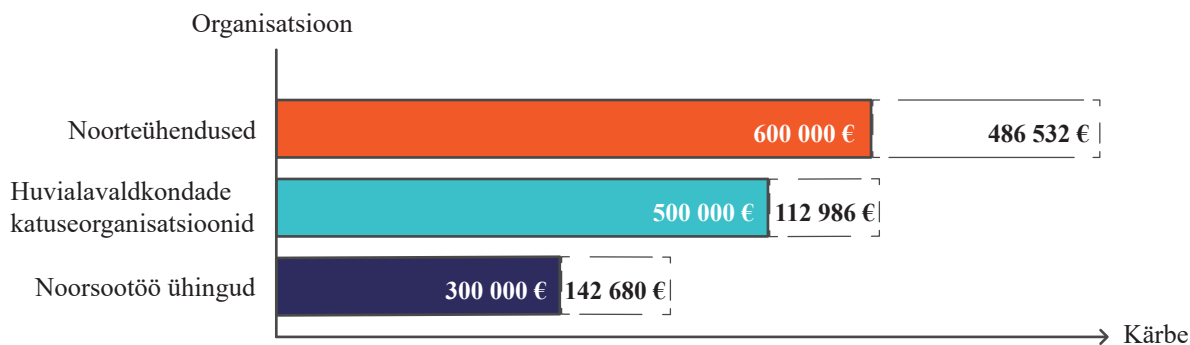 Organisatsioon
Noorteühendused
600 000 €
486 532 €
Huvialavaldkondade
katuseorganisatsioonid
500 000 €
112 986 €
Noorsootöö ühingud
300 000 €
142 680 €
Kärbe